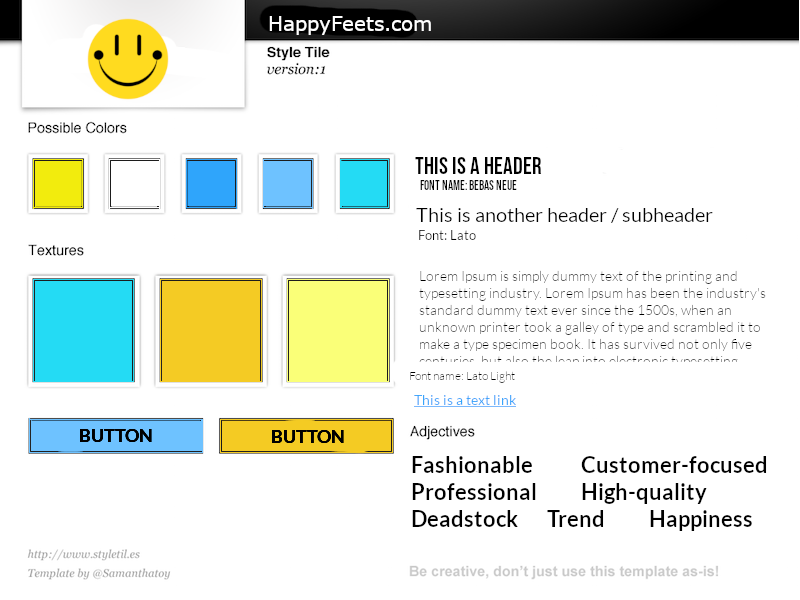 HappyFeets.com
Style Tile
version:1
Possible Colors
Textures
BUTTON
BUTTON
THIS IS A HEADER
FONT NAME: BEBAS NEUE
This is another header / subheader
Font: Lato
Lorem Ipsum is simply dummy text of the printing and
typesetting industry. Lorem Ipsum has been the industry's
standard dummy text ever since the 1500s, when an
unknown printer took a galley of type and scrambled it to
make a type specimen book. It has survived not only five
centuries, but also the leap into electronic typesetting,
Font name: Lato Light
This is a text link
Adjectives
Fashionable Customer-focused
Professional High-quality
Deadstock Trend Happiness
http://www.styletil.es
Template by @Samanthatoy
Be creative, don't just use this template as-is!